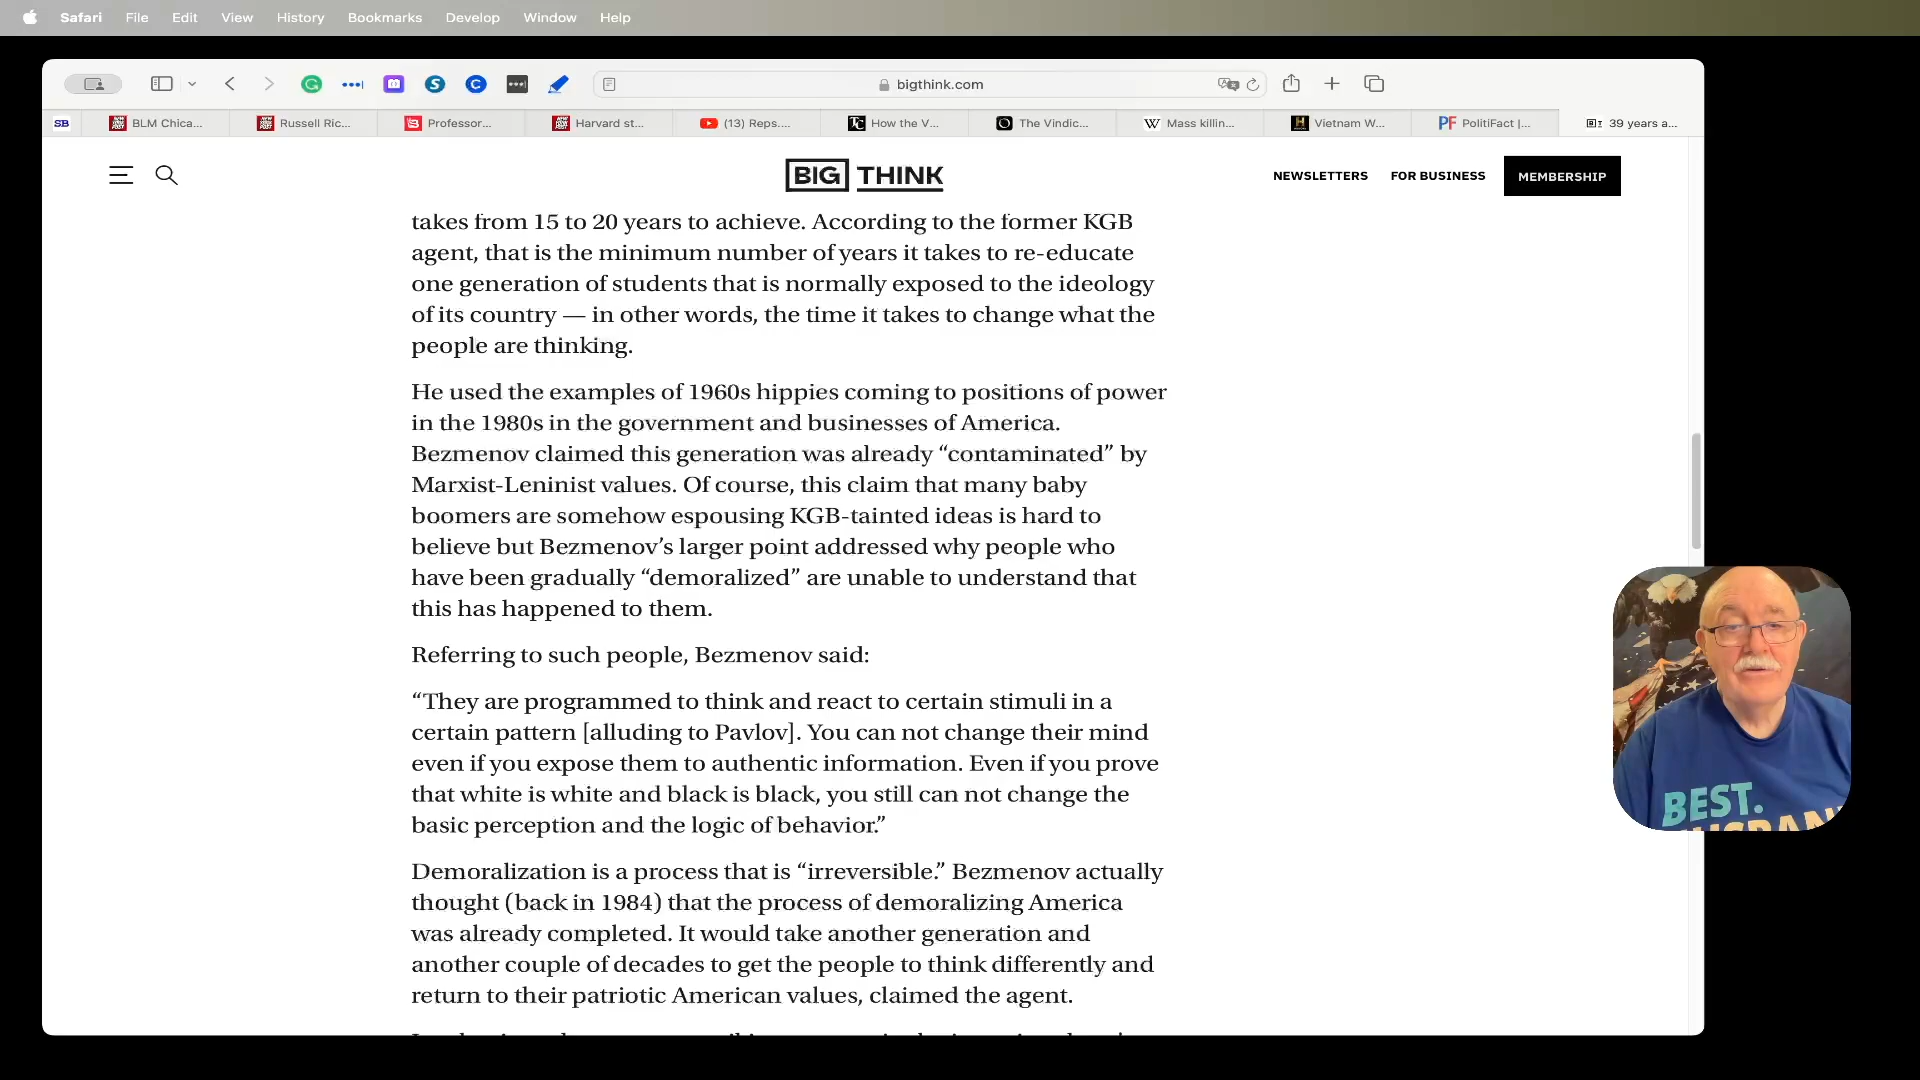 Safari File Edit View History Bookmarks Develop Window Help
bigthink.com
SB BLM Chica... Russell Ric... Professor... Harvard st... (13) Reps.... How the V... The Vindic... Mass killin... Vietnam W... PolitiFact |... 39 years a...
BIG THINK NEWSLETTERS FOR BUSINESS MEMBERSHIP
takes from 15 to 20 years to achieve. According to the former KGB
agent, that is the minimum number of years it takes to re-educate
one generation of students that is normally exposed to the ideology
of its country — in other words, the time it takes to change what the
people are thinking.
He used the examples of 1960s hippies coming to positions of power
in the 1980s in the government and businesses of America.
Bezmenov claimed this generation was already “contaminated” by
Marxist-Leninist values. Of course, this claim that many baby
boomers are somehow espousing KGB-tainted ideas is hard to
believe but Bezmenov’s larger point addressed why people who
have been gradually “demoralized” are unable to understand that
this has happened to them.
Referring to such people, Bezmenov said:
“They are programmed to think and react to certain stimuli in a
certain pattern [alluding to Pavlov]. You can not change their mind
even if you expose them to authentic information. Even if you prove
that white is white and black is black, you still can not change the
basic perception and the logic of behavior.”
Demoralization is a process that is “irreversible.” Bezmenov actually
thought (back in 1984) that the process of demoralizing America
was already completed. It would take another generation and
another couple of decades to get the people to think differently and
return to their patriotic American values, claimed the agent.
BEST.